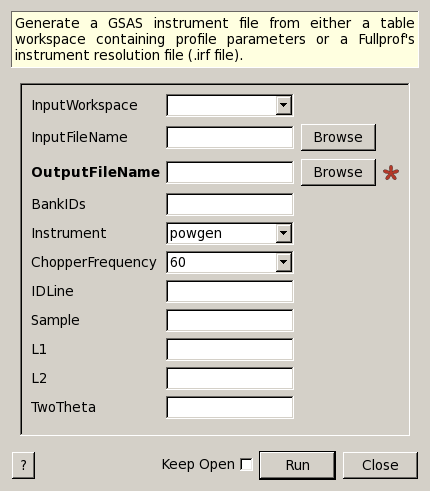 Generate a GSAS instrument file from either a table
workspace containing profile parameters or a Fullprof's
instrument resolution file (.irf file).
InputWorkspace
InputFileName Browse
OutputFileName Browse *
BankIDs
Instrument powgen
ChopperFrequency 60
IDLine
Sample
L1
L2
TwoTheta
? Keep Open Run Close